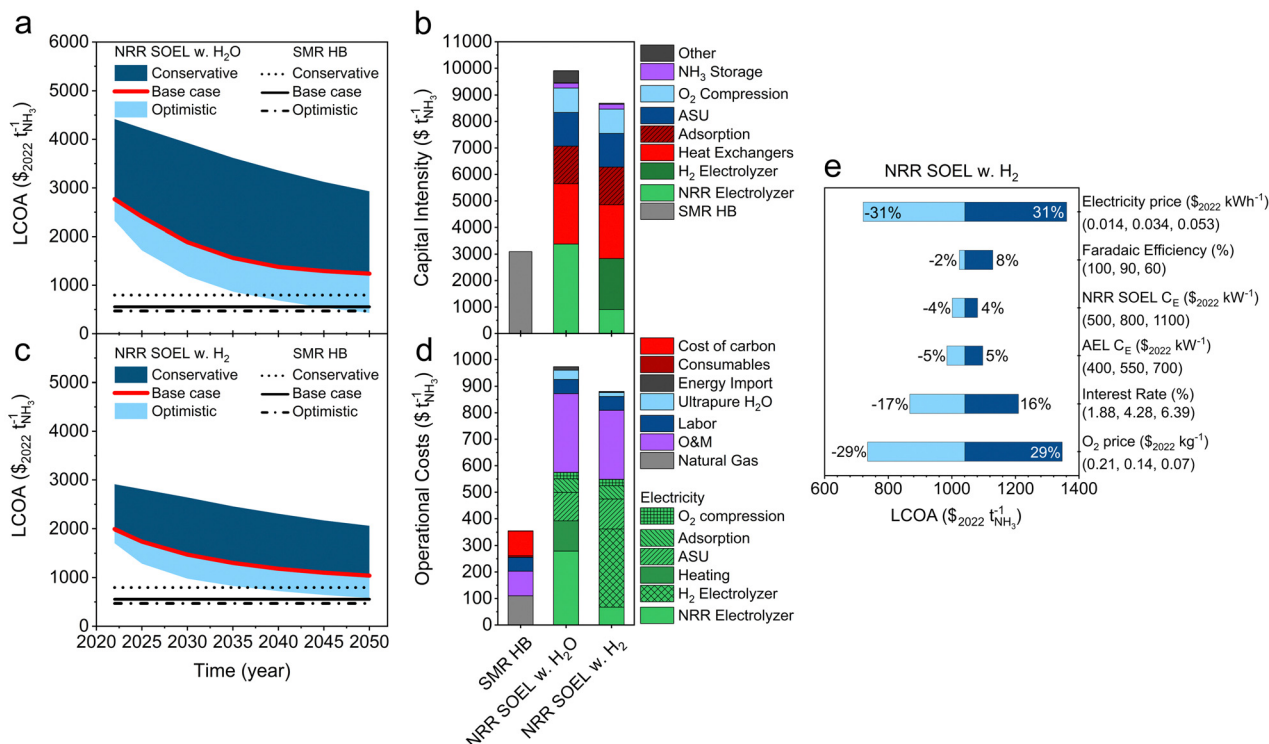 a
6000
5000
4000
3000
2000
1000
0
LCOA ($2022 t-1NH3)
NRR SOEL w. H2O
SMR HB
Conservative
Base case
Optimistic
Conservative
Base case
Optimistic
b
11000
10000
9000
8000
7000
6000
5000
4000
3000
2000
1000
0
Capital Intensity ($ t-1NH3)
Other
NH3 Storage
O2 Compression
ASU
Adsorption
Heat Exchangers
H2 Electrolyzer
NRR Electrolyzer
SMR HB
c
5000
4000
3000
2000
1000
0
LCOA ($2022 t-1NH3)
NRR SOEL w. H2
SMR HB
Conservative
Base case
Optimistic
Conservative
Base case
Optimistic
2020 2025 2030 2035 2040 2045 2050
Time (year)
d
1000
900
800
700
600
500
400
300
200
100
0
Operational Costs ($ t-1NH3)
SMR HB
NRR SOEL w. H2O
NRR SOEL w. H2
Cost of carbon
Consumables
Energy Import
Ultrapure H2O
Labor
O&M
Natural Gas
Electricity
O2 compression
Adsorption
ASU
Heating
H2 Electrolyzer
NRR Electrolyzer
e
NRR SOEL w. H2
-31% 31%
Electricity price ($2022 kWh-1)
(0.014, 0.034, 0.053)
-2% 8%
Faradaic Efficiency (%)
(100, 90, 60)
-4% 4%
NRR SOEL CE ($2022 kW-1)
(500, 800, 1100)
-5% 5%
AEL CE ($2022 kW-1)
(400, 550, 700)
-17% 16%
Interest Rate (%)
(1.88, 4.28, 6.39)
-29% 29%
O2 price ($2022 kg-1)
(0.21, 0.14, 0.07)
600 800 1000 1200 1400
LCOA ($2022 t-1NH3)